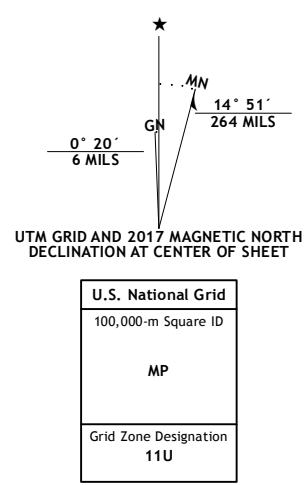 ★
MN
14° 51´
264 MILS
GN
0° 20´
6 MILS
UTM GRID AND 2017 MAGNETIC NORTH
DECLINATION AT CENTER OF SHEET
U.S. National Grid
100,000-m Square ID
MP
Grid Zone Designation
11U